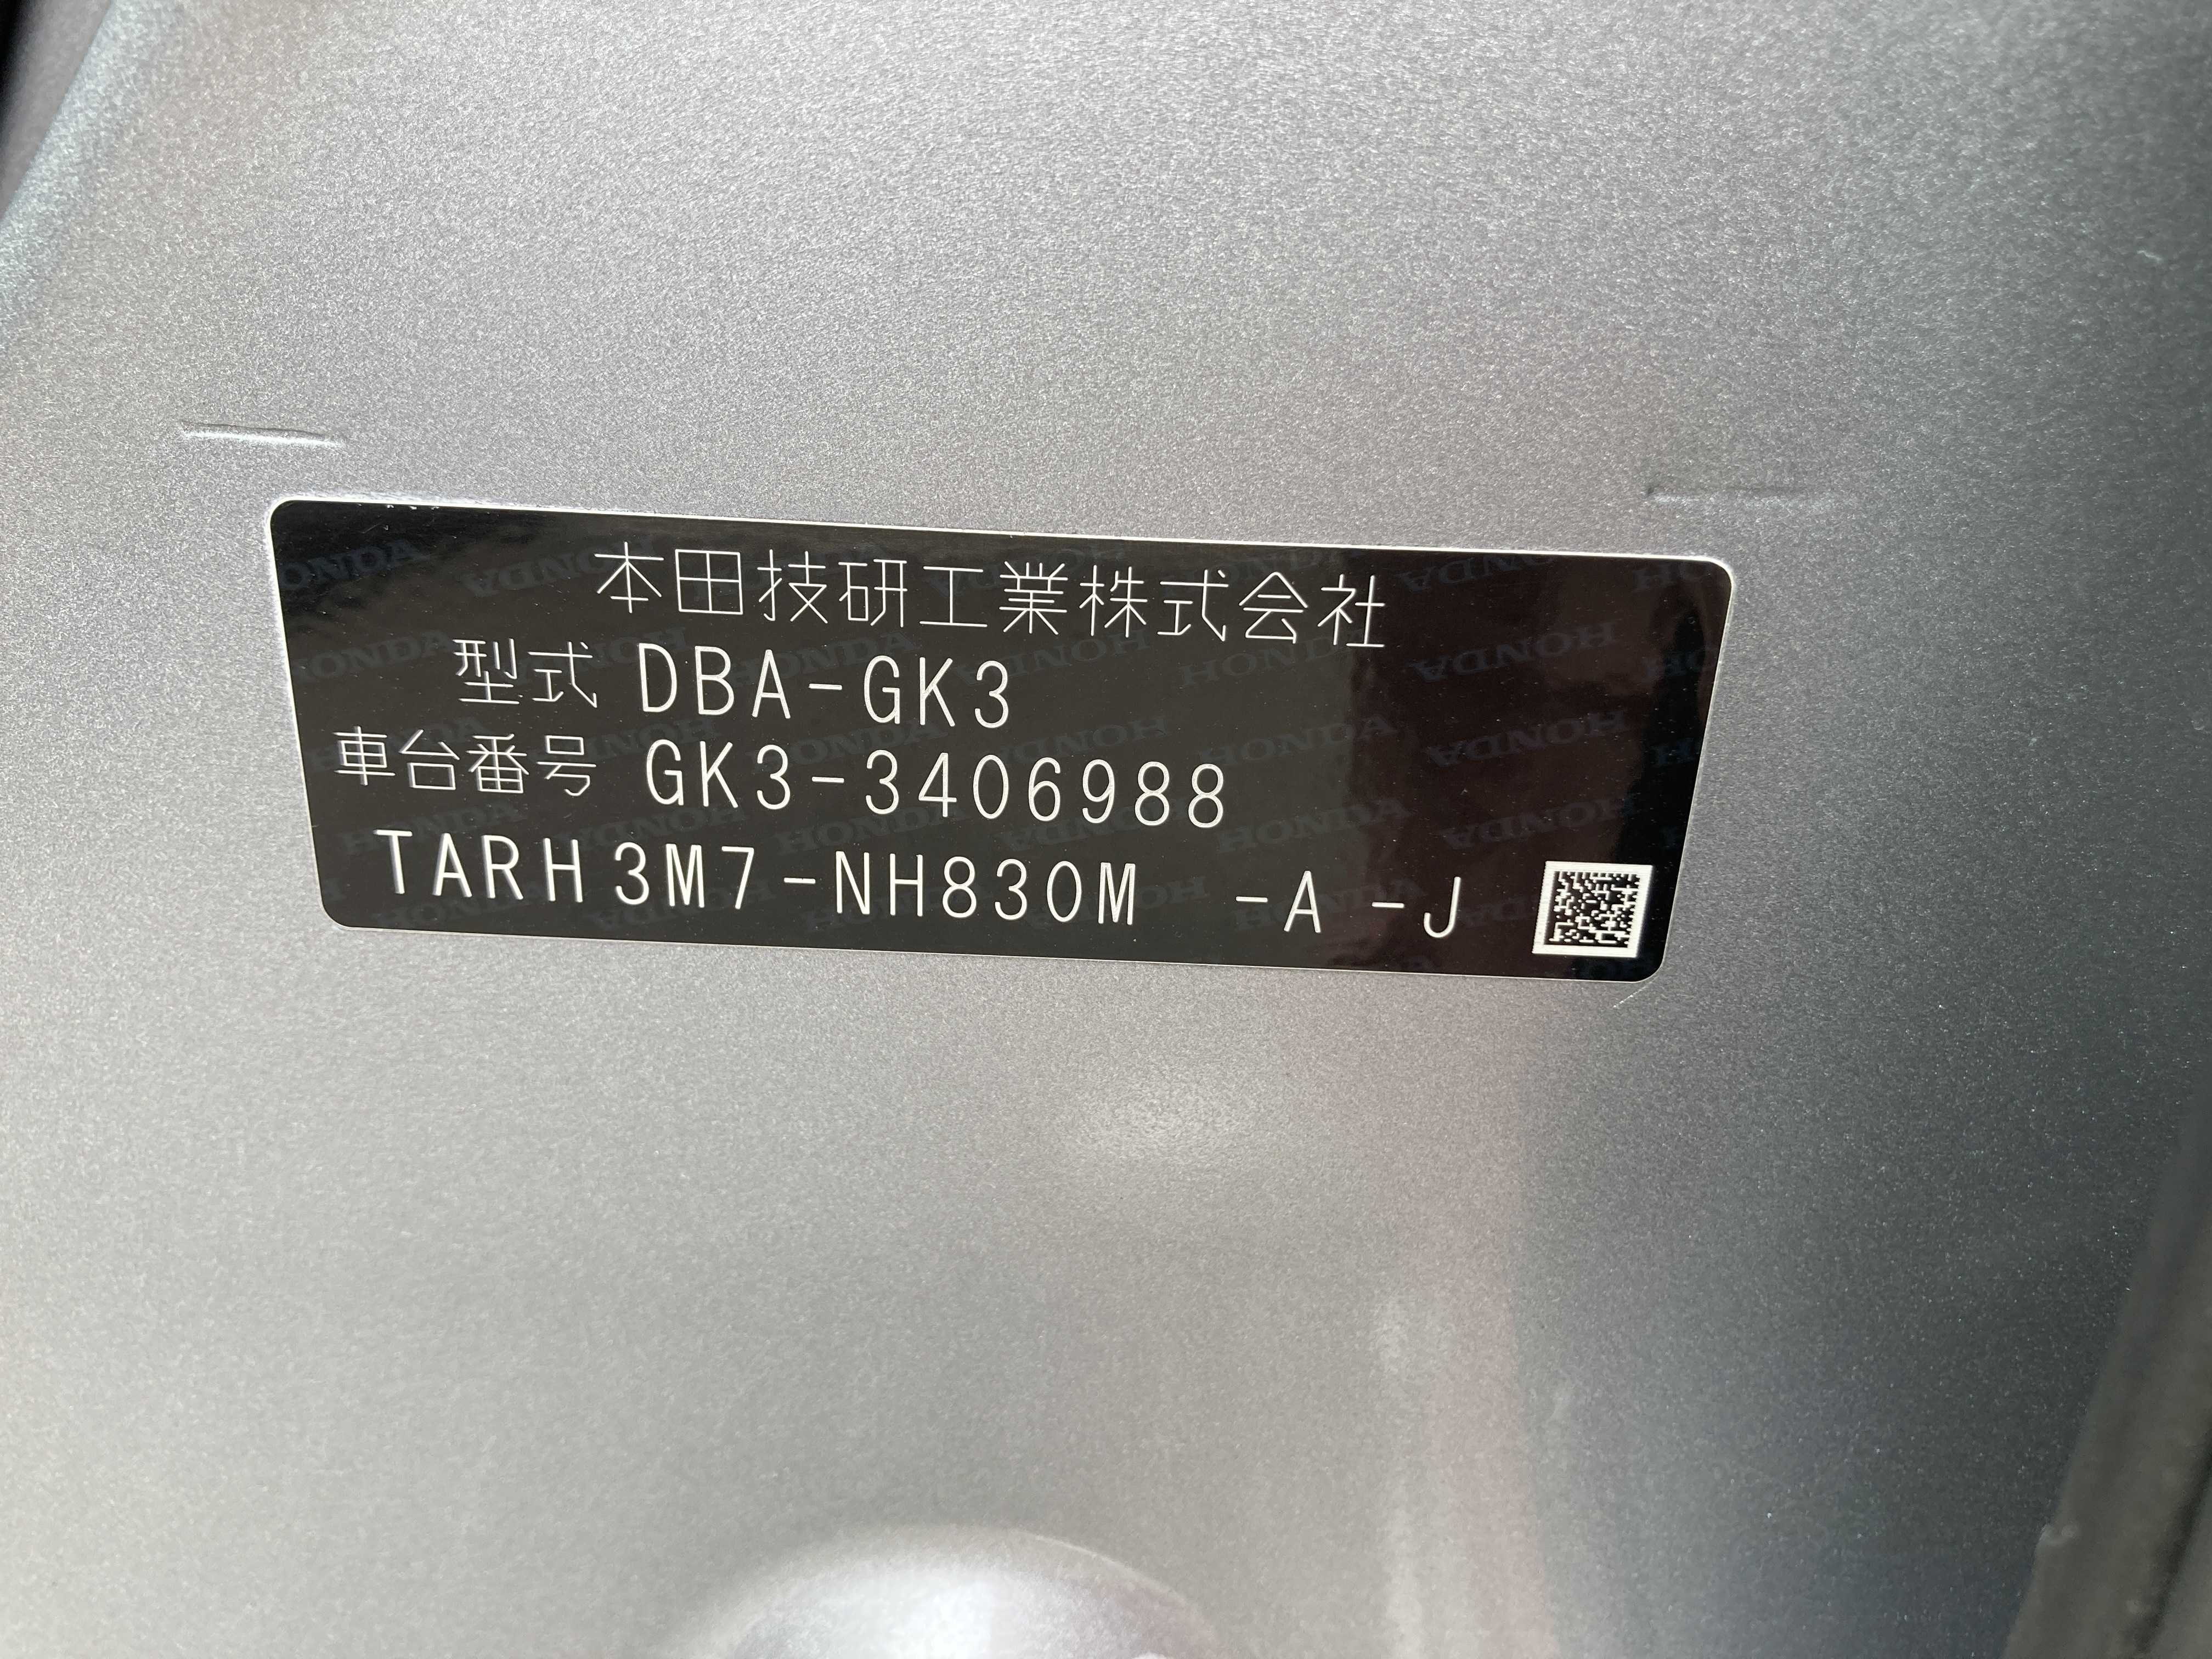 本田技研工業株式会社
型式 DBA-GK3
車台番号 GK3-3406988
TARH3M7-NH830M -A -J